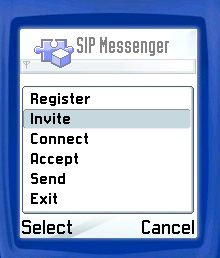 SIP Messenger
Register
Invite
Connect
Accept
Send
Exit
Select Cancel